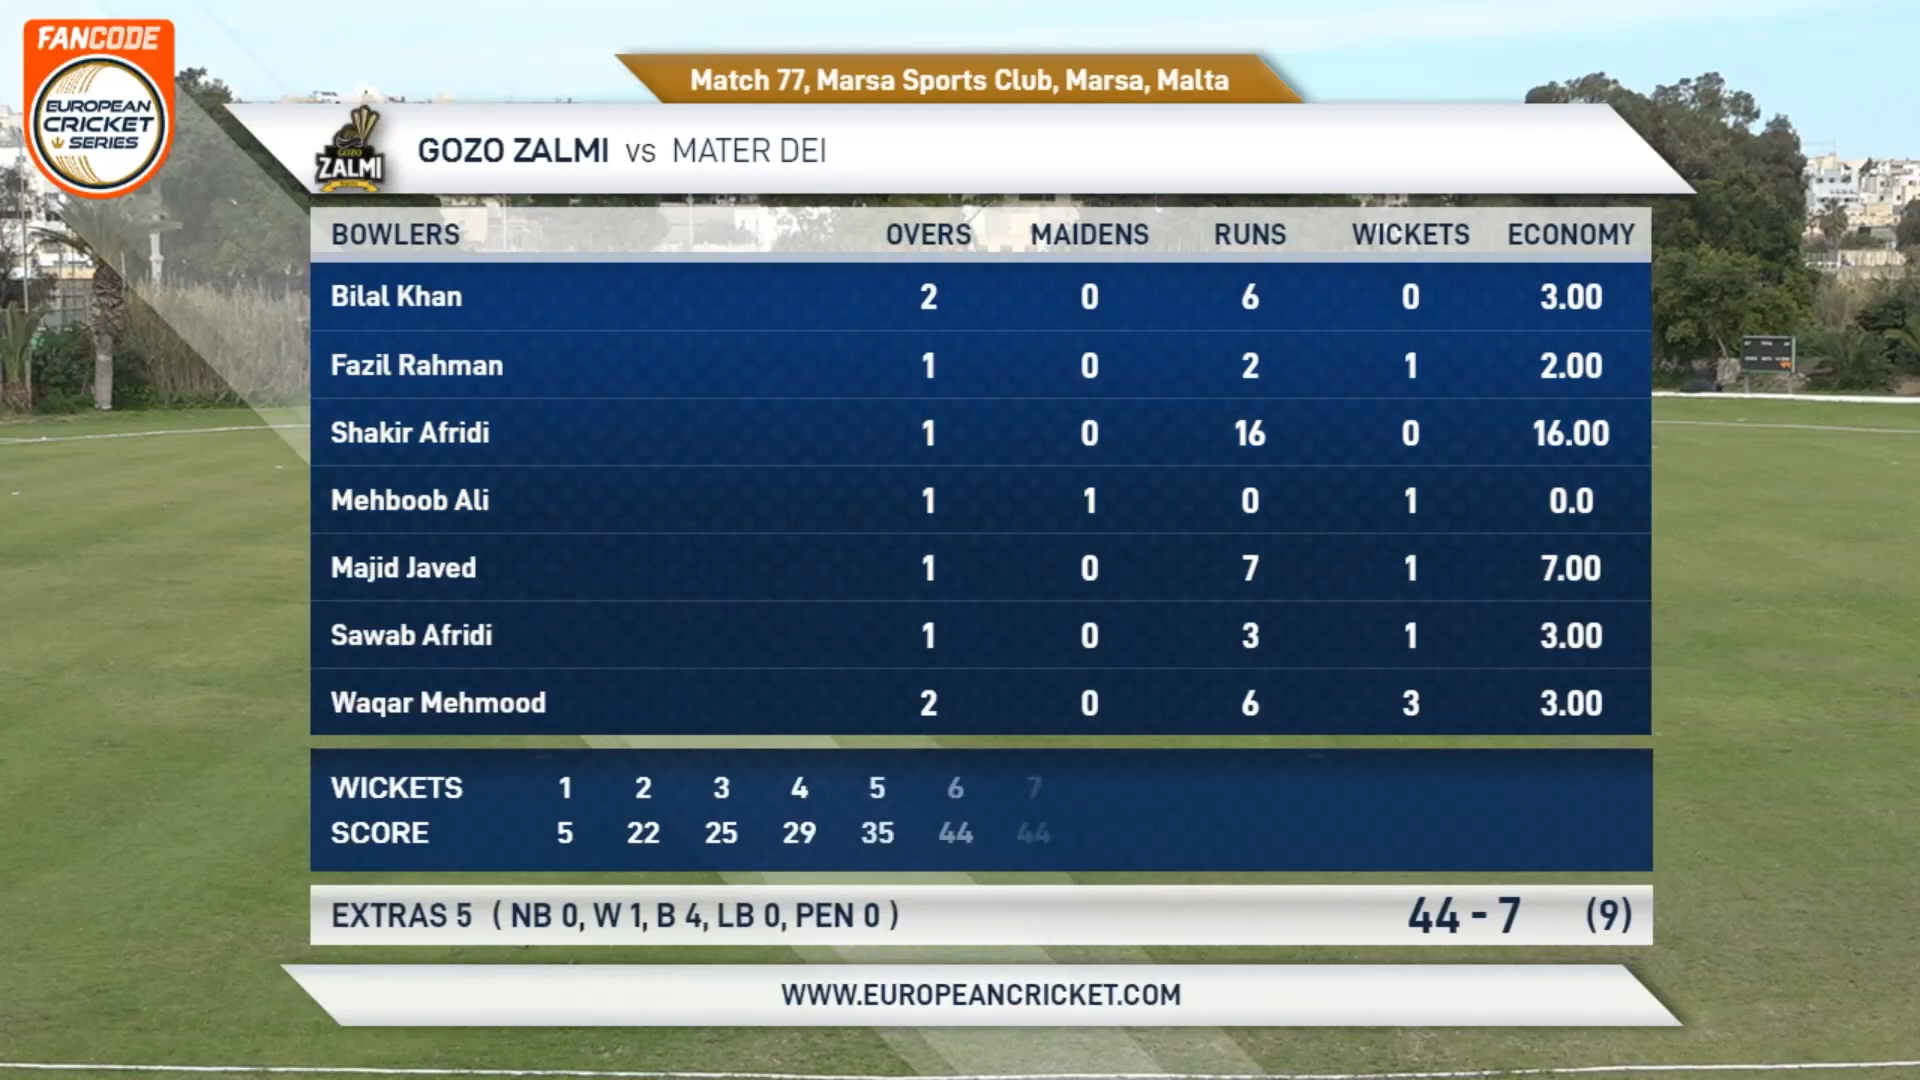 FANCODE
EUROPEAN
CRICKET
SERIES
Match 77, Marsa Sports Club, Marsa, Malta
GOZO
ZALMI
GOZO ZALMI vs MATER DEI
BOWLERS OVERS MAIDENS RUNS WICKETS ECONOMY
Bilal Khan 2 0 6 0 3.00
Fazil Rahman 1 0 2 1 2.00
Shakir Afridi 1 0 16 0 16.00
Mehboob Ali 1 1 0 1 0.0
Majid Javed 1 0 7 1 7.00
Sawab Afridi 1 0 3 1 3.00
Waqar Mehmood 2 0 6 3 3.00
WICKETS 1 2 3 4 5 6 7
SCORE 5 22 25 29 35 44 44
EXTRAS 5 ( NB 0, W 1, B 4, LB 0, PEN 0 ) 44 - 7 (9)
WWW.EUROPEANCRICKET.COM